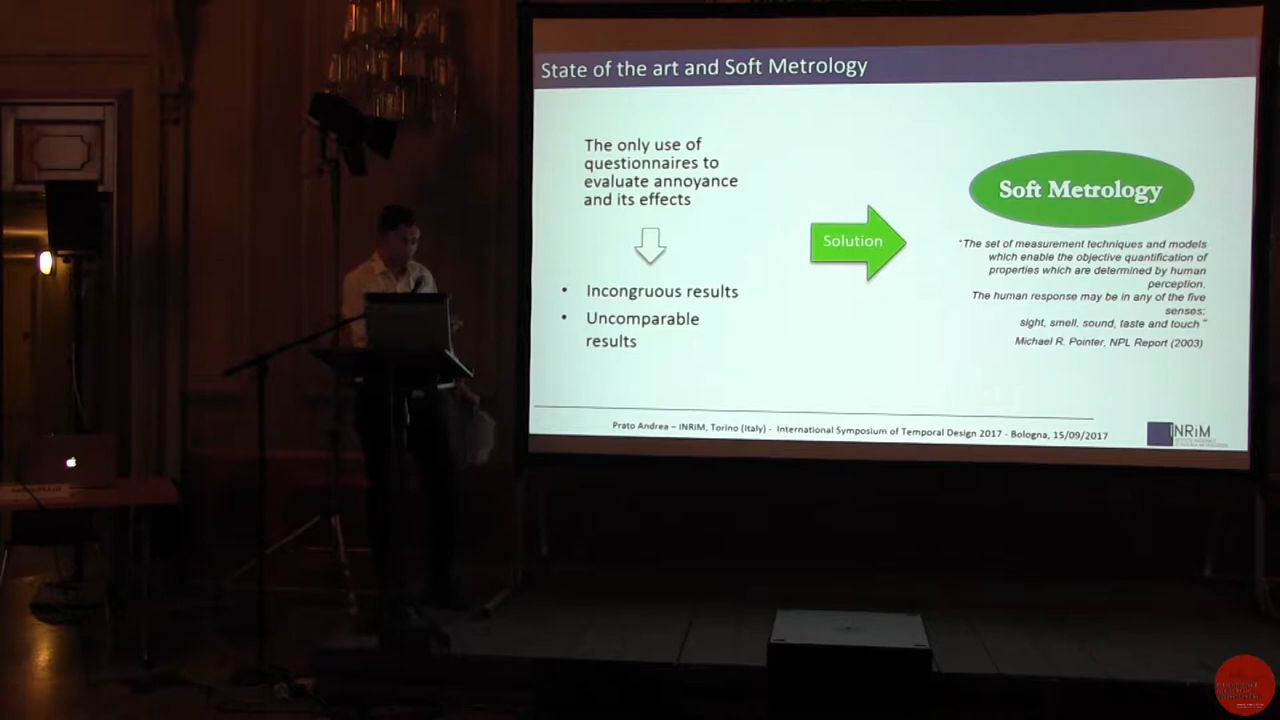 State of the art and Soft Metrology
The only use of
questionnaires to
evaluate annoyance
and its effects
• Incongruous results
• Uncomparable
results
Solution
Soft Metrology
"The set of measurement techniques and models
which enable the objective quantification of
properties which are determined by human
perception.
The human response may be in any of the five
senses:
sight, smell, sound, taste and touch"
Michael R. Pointer, NPL Report (2003)
Prato Andrea – INRiM, Torino (Italy) - International Symposium of Temporal Design 2017 - Bologna, 15/09/2017
INRiM